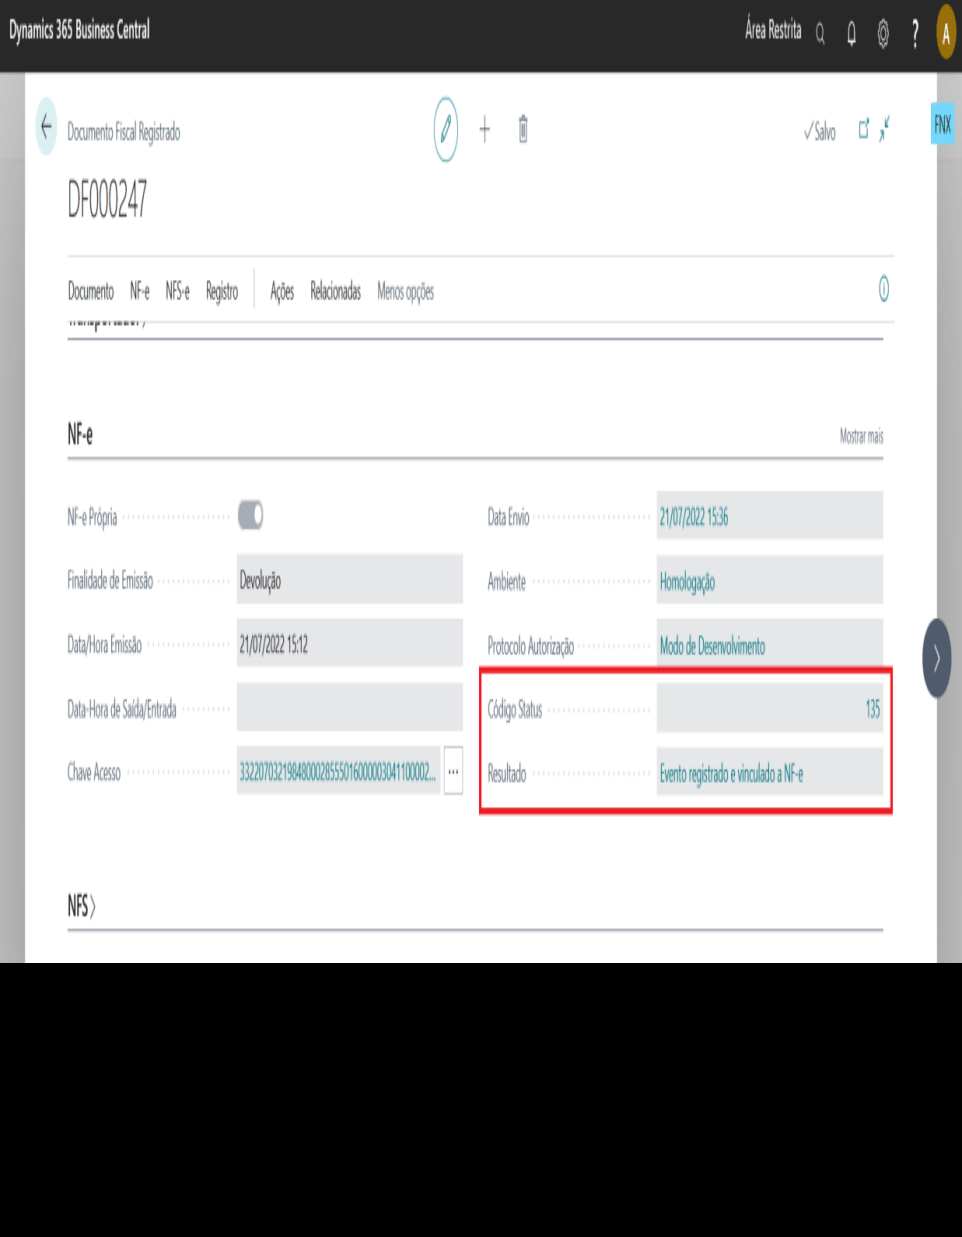 Dynamics 365 Business Central
Área Restrita
?
A
Documento Fiscal Registrado
Salvo
FNX
DF000247
Documento NF-e NFS-e Registro Ações Relacionadas Menos opções
NF-e
Mostrar mais
NF-e Própria
Data Envio 21/07/2022 15:36
Finalidade de Emissão Devolução
Ambiente Homologação
Data/Hora Emissão 21/07/2022 15:12
Protocolo Autorização Modo de Desenvolvimento
Data-Hora de Saída/Entrada
Código Status 135
Chave Acesso 3322070321984800028555016000003041100002...
Resultado Evento registrado e vinculado a NF-e
NFS